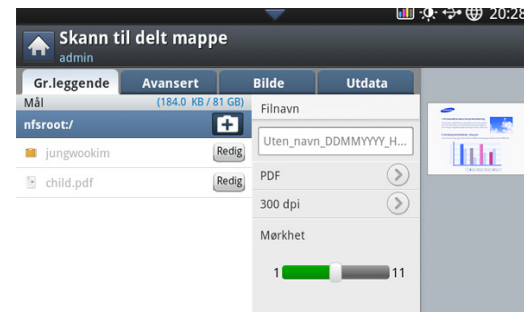 20:28
Skann til delt mappe
admin
Gr.leggende Avansert Bilde Utdata
Mål (184.0 KB / 81 GB)
nfsroot:/
jungwookim Redig
child.pdf Redig
Filnavn
Uten_navn_DDMMYYYY_H...
PDF
300 dpi
Mørkhet
1 11